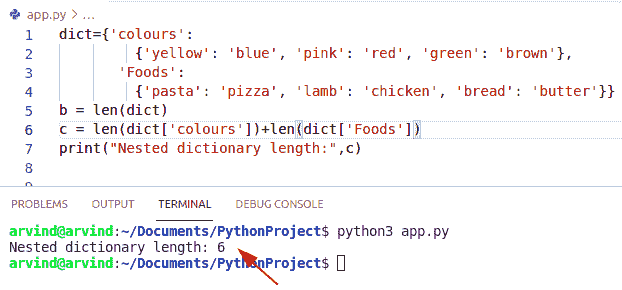 app.py > ...
1 dict={'colours':
2 {'yellow': 'blue', 'pink': 'red', 'green': 'brown'},
3 'Foods':
4 {'pasta': 'pizza', 'lamb': 'chicken', 'bread': 'butter'}}
5 b = len(dict)
6 c = len(dict['colours'])+len(dict['Foods'])
7 print("Nested dictionary length:",c)
8
9
PROBLEMS OUTPUT TERMINAL DEBUG CONSOLE
arvind@arvind:~/Documents/PythonProject$ python3 app.py
Nested dictionary length: 6
arvind@arvind:~/Documents/PythonProject$